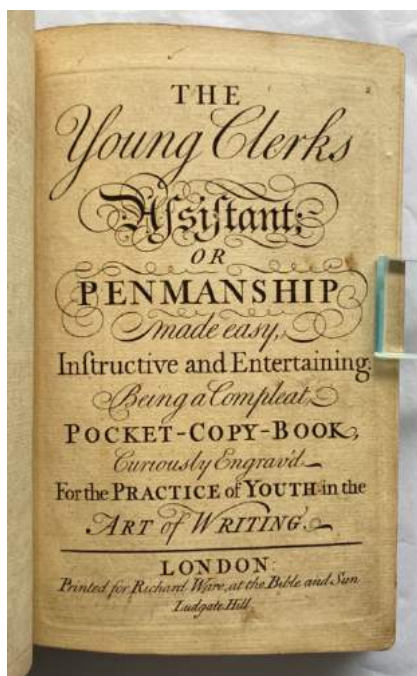 THE
Young Clerks
Aſsiſtant;
OR
PENMANSHIP
made easy,
Inſtructive and Entertaining.
Being a Compleat
POCKET-COPY-BOOK,
Curiously Engrav'd
For the PRACTICE of YOUTH in the
ART of WRITING.
LONDON:
Printed for Richard Ware, at the Bible and Sun
Ludgate Hill.